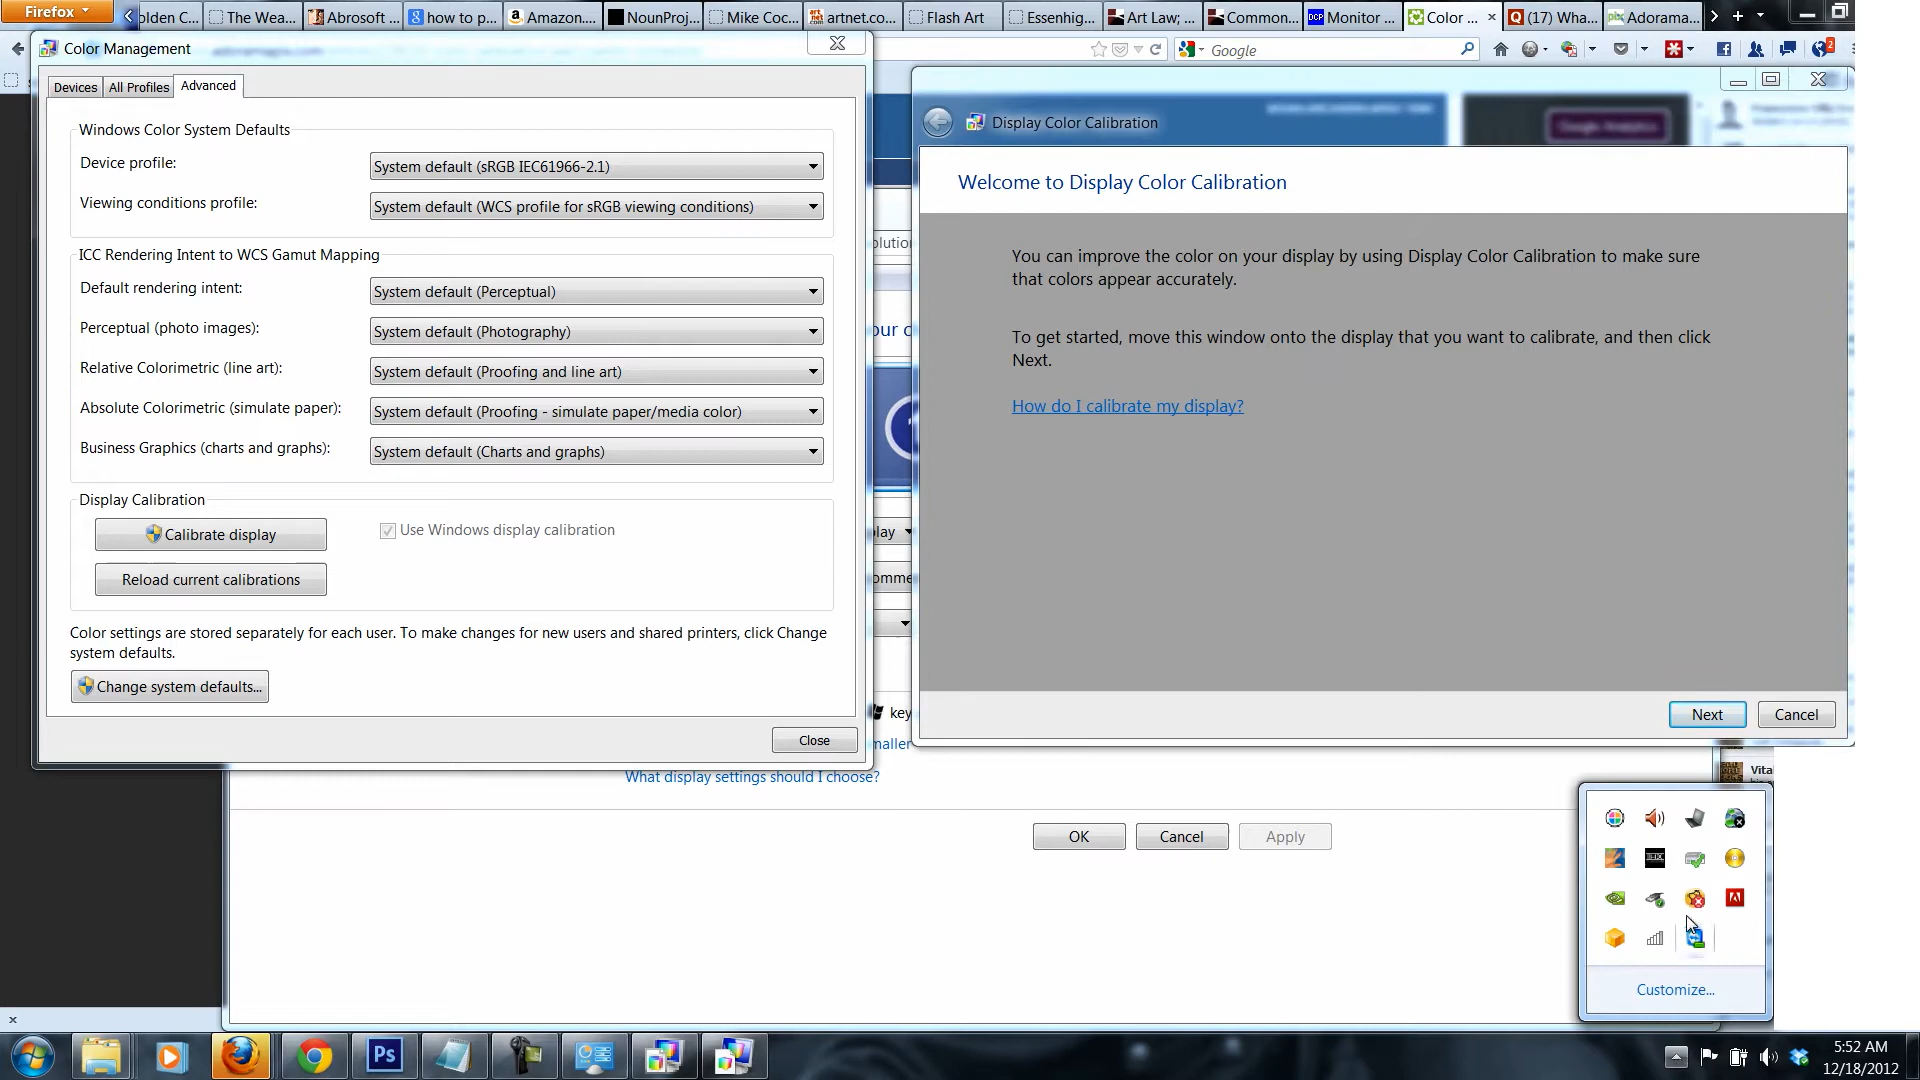 Firefox
olden C...
The Wea...
Abrosoft ...
how to p...
Amazon....
NounProj...
Mike Coc...
artnet.co...
Flash Art
Essenhig...
Art Law; ...
Common...
Monitor ...
Color ...
(17) Wha...
Adorama...
Google
2
Color Management
Devices
All Profiles
Advanced
Windows Color System Defaults
Device profile:
System default (sRGB IEC61966-2.1)
Viewing conditions profile:
System default (WCS profile for sRGB viewing conditions)
ICC Rendering Intent to WCS Gamut Mapping
Default rendering intent:
System default (Perceptual)
Perceptual (photo images):
System default (Photography)
Relative Colorimetric (line art):
System default (Proofing and line art)
Absolute Colorimetric (simulate paper):
System default (Proofing - simulate paper/media color)
Business Graphics (charts and graphs):
System default (Charts and graphs)
Display Calibration
Calibrate display
Use Windows display calibration
Reload current calibrations
Color settings are stored separately for each user. To make changes for new users and shared printers, click Change
system defaults.
Change system defaults...
Close
olution
our c
lay
omme
key
maller
What display settings should I choose?
OK
Cancel
Apply
Display Color Calibration
Welcome to Display Color Calibration
You can improve the color on your display by using Display Color Calibration to make sure
that colors appear accurately.
To get started, move this window onto the display that you want to calibrate, and then click
Next.
How do I calibrate my display?
Next
Cancel
Vita
THX
Customize...
Ps
5:52 AM
12/18/2012